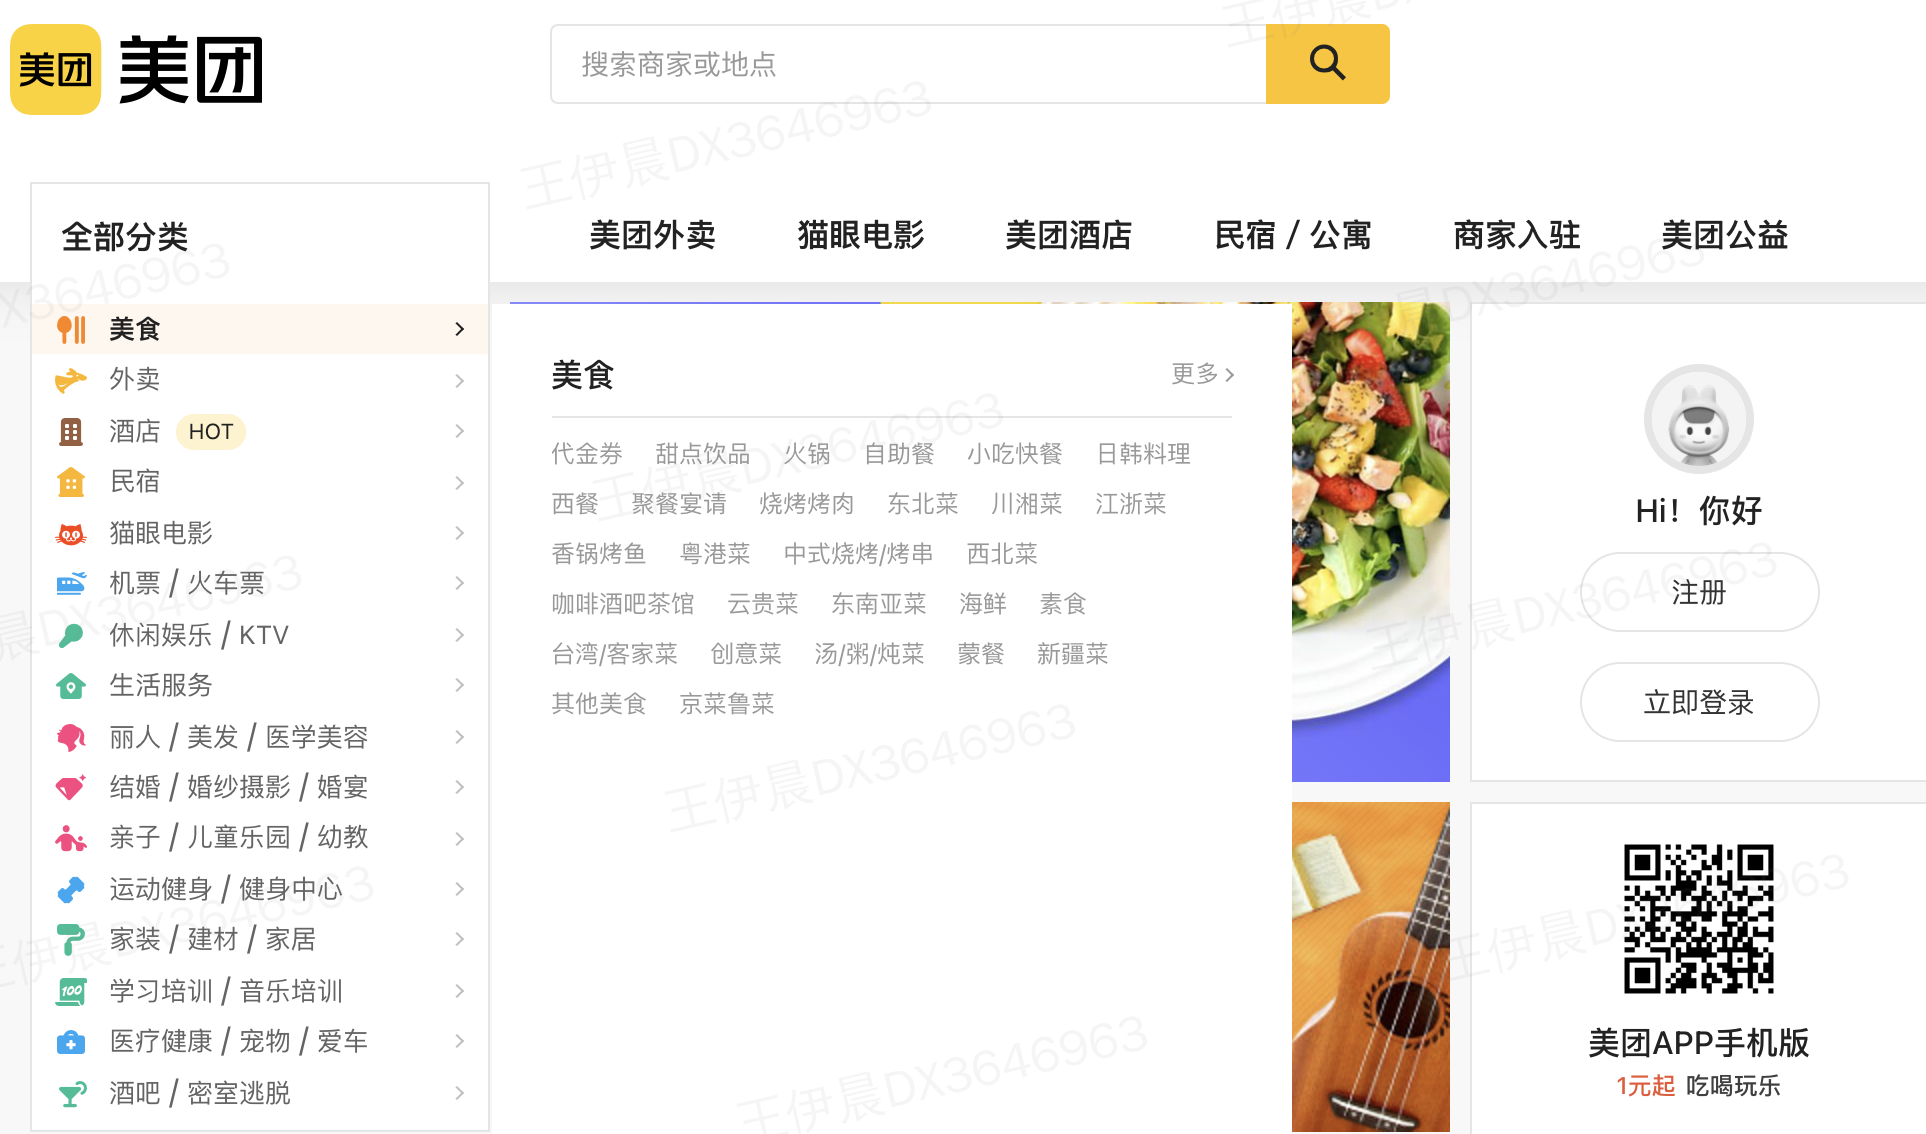 美团 美团
搜索商家或地点
全部分类
美团外卖 猫眼电影 美团酒店 民宿 / 公寓 商家入驻 美团公益
美食
外卖
酒店 HOT
民宿
猫眼电影
机票 / 火车票
休闲娱乐 / KTV
生活服务
丽人 / 美发 / 医学美容
结婚 / 婚纱摄影 / 婚宴
亲子 / 儿童乐园 / 幼教
运动健身 / 健身中心
家装 / 建材 / 家居
学习培训 / 音乐培训
医疗健康 / 宠物 / 爱车
酒吧 / 密室逃脱
美食 更多
代金券 甜点饮品 火锅 自助餐 小吃快餐 日韩料理
西餐 聚餐宴请 烧烤烤肉 东北菜 川湘菜 江浙菜
香锅烤鱼 粤港菜 中式烧烤/烤串 西北菜
咖啡酒吧茶馆 云贵菜 东南亚菜 海鲜 素食
台湾/客家菜 创意菜 汤/粥/炖菜 蒙餐 新疆菜
其他美食 京菜鲁菜
Hi！你好
注册
立即登录
美团APP手机版
1元起 吃喝玩乐
100
王伊晨DX3646963